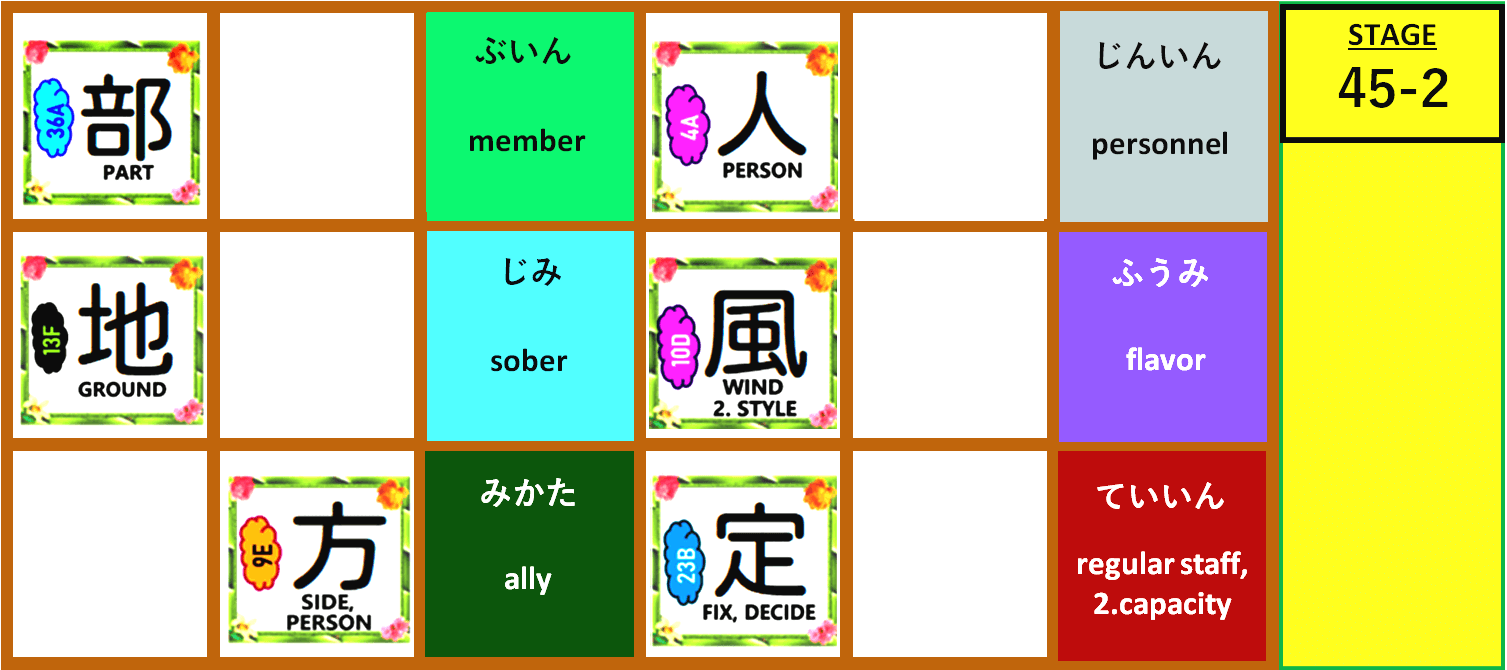 36A
部
PART
ぶいん
member
4A
人
PERSON
じんいん
personnel
STAGE
45-2
13F
地
GROUND
じみ
sober
10D
風
WIND
2. STYLE
ふうみ
flavor
9E
方
SIDE,
PERSON
みかた
ally
23B
定
FIX, DECIDE
ていいん
regular staff,
2.capacity